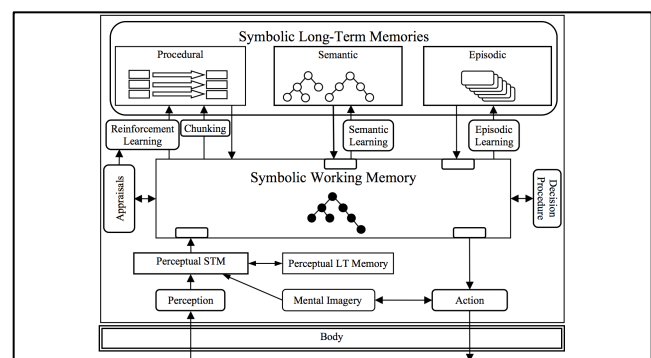 Symbolic Long-Term Memories
Procedural
Semantic
Episodic
Reinforcement
Learning
Chunking
Semantic
Learning
Episodic
Learning
Symbolic Working Memory
Appraisals
Decision
Procedure
Perceptual STM
Perceptual LT Memory
Perception
Mental Imagery
Action
Body